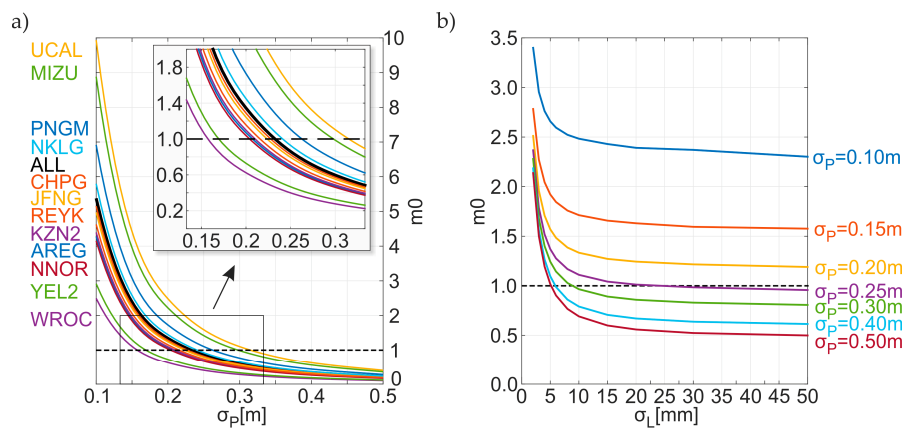 a)
UCAL
MIZU
PNGM
NKLG
ALL
CHPG
JFNG
REYK
KZN2
AREG
NNOR
YEL2
WROC
1.8
1.4
1.0
0.6
0.2
0.15 0.2 0.25 0.3
10
9
8
7
6
5
4
3
2
1
0
m0
0.1 0.2 0.3 0.4 0.5
σP[m]
b)
3.5
3.0
2.5
2.0
1.5
1.0
0.5
0.0
m0
0 5 10 15 20 25 30 35 40 45 50
σL[mm]
σP=0.10m
σP=0.15m
σP=0.20m
σP=0.25m
σP=0.30m
σP=0.40m
σP=0.50m